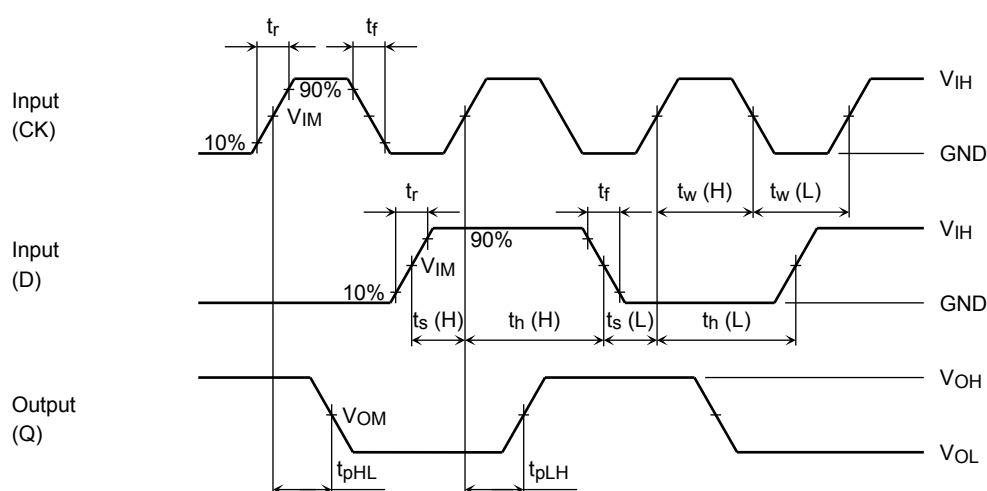 tr
tf
Input
(CK)
90%
VIM
10%
VIH
GND
tr
tf
tw (H)
tw (L)
Input
(D)
90%
VIM
10%
VIH
GND
ts (H)
th (H)
ts (L)
th (L)
Output
(Q)
VOM
VOH
VOL
tpHL
tpLH